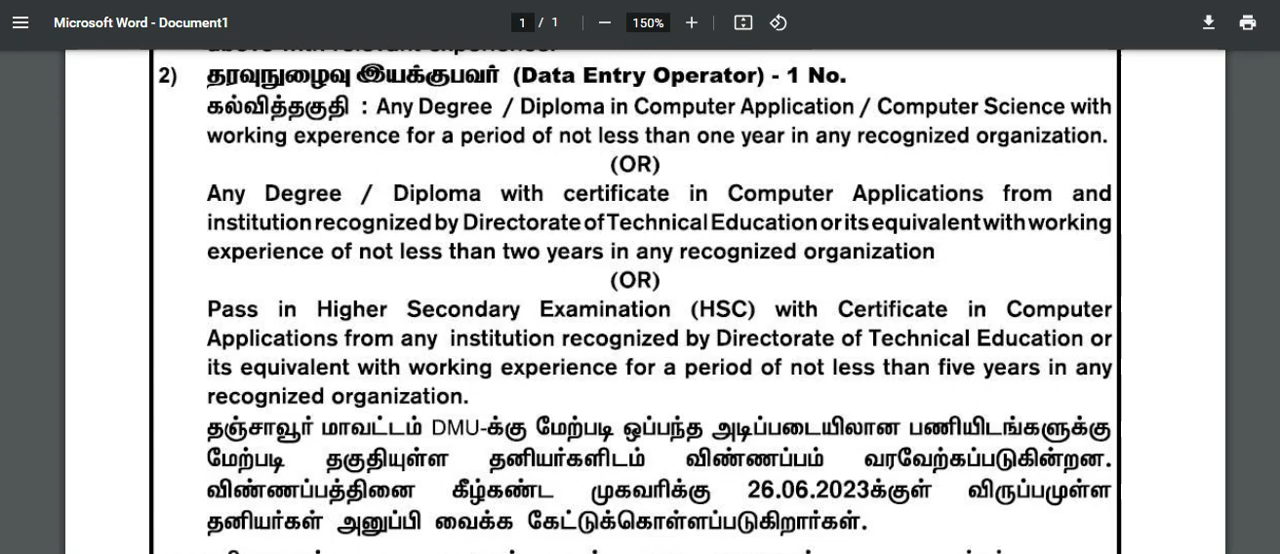 Microsoft Word - Document1
1 / 1
150%
above with relevant experience.
2) தரவுநுழைவு இயக்குபவர் (Data Entry Operator) - 1 No.
கல்வித்தகுதி : Any Degree / Diploma in Computer Application / Computer Science with
working experence for a period of not less than one year in any recognized organization.
(OR)
Any Degree / Diploma with certificate in Computer Applications from and
institution recognized by Directorate of Technical Education or its equivalent with working
experience of not less than two years in any recognized organization
(OR)
Pass in Higher Secondary Examination (HSC) with Certificate in Computer
Applications from any institution recognized by Directorate of Technical Education or
its equivalent with working experience for a period of not less than five years in any
recognized organization.
தஞ்சாவூர் மாவட்டம் DMU-க்கு மேற்படி ஒப்பந்த அடிப்படையிலான பணியிடங்களுக்கு
மேற்படி தகுதியுள்ள தனியர்களிடம் விண்ணப்பம் வரவேற்கப்படுகின்றன.
விண்ணப்பத்தினை கீழ்கண்ட முகவரிக்கு 26.06.2023க்குள் விருப்பமுள்ள
தனியர்கள் அனுப்பி வைக்க கேட்டுக்கொள்ளப்படுகிறார்கள்.